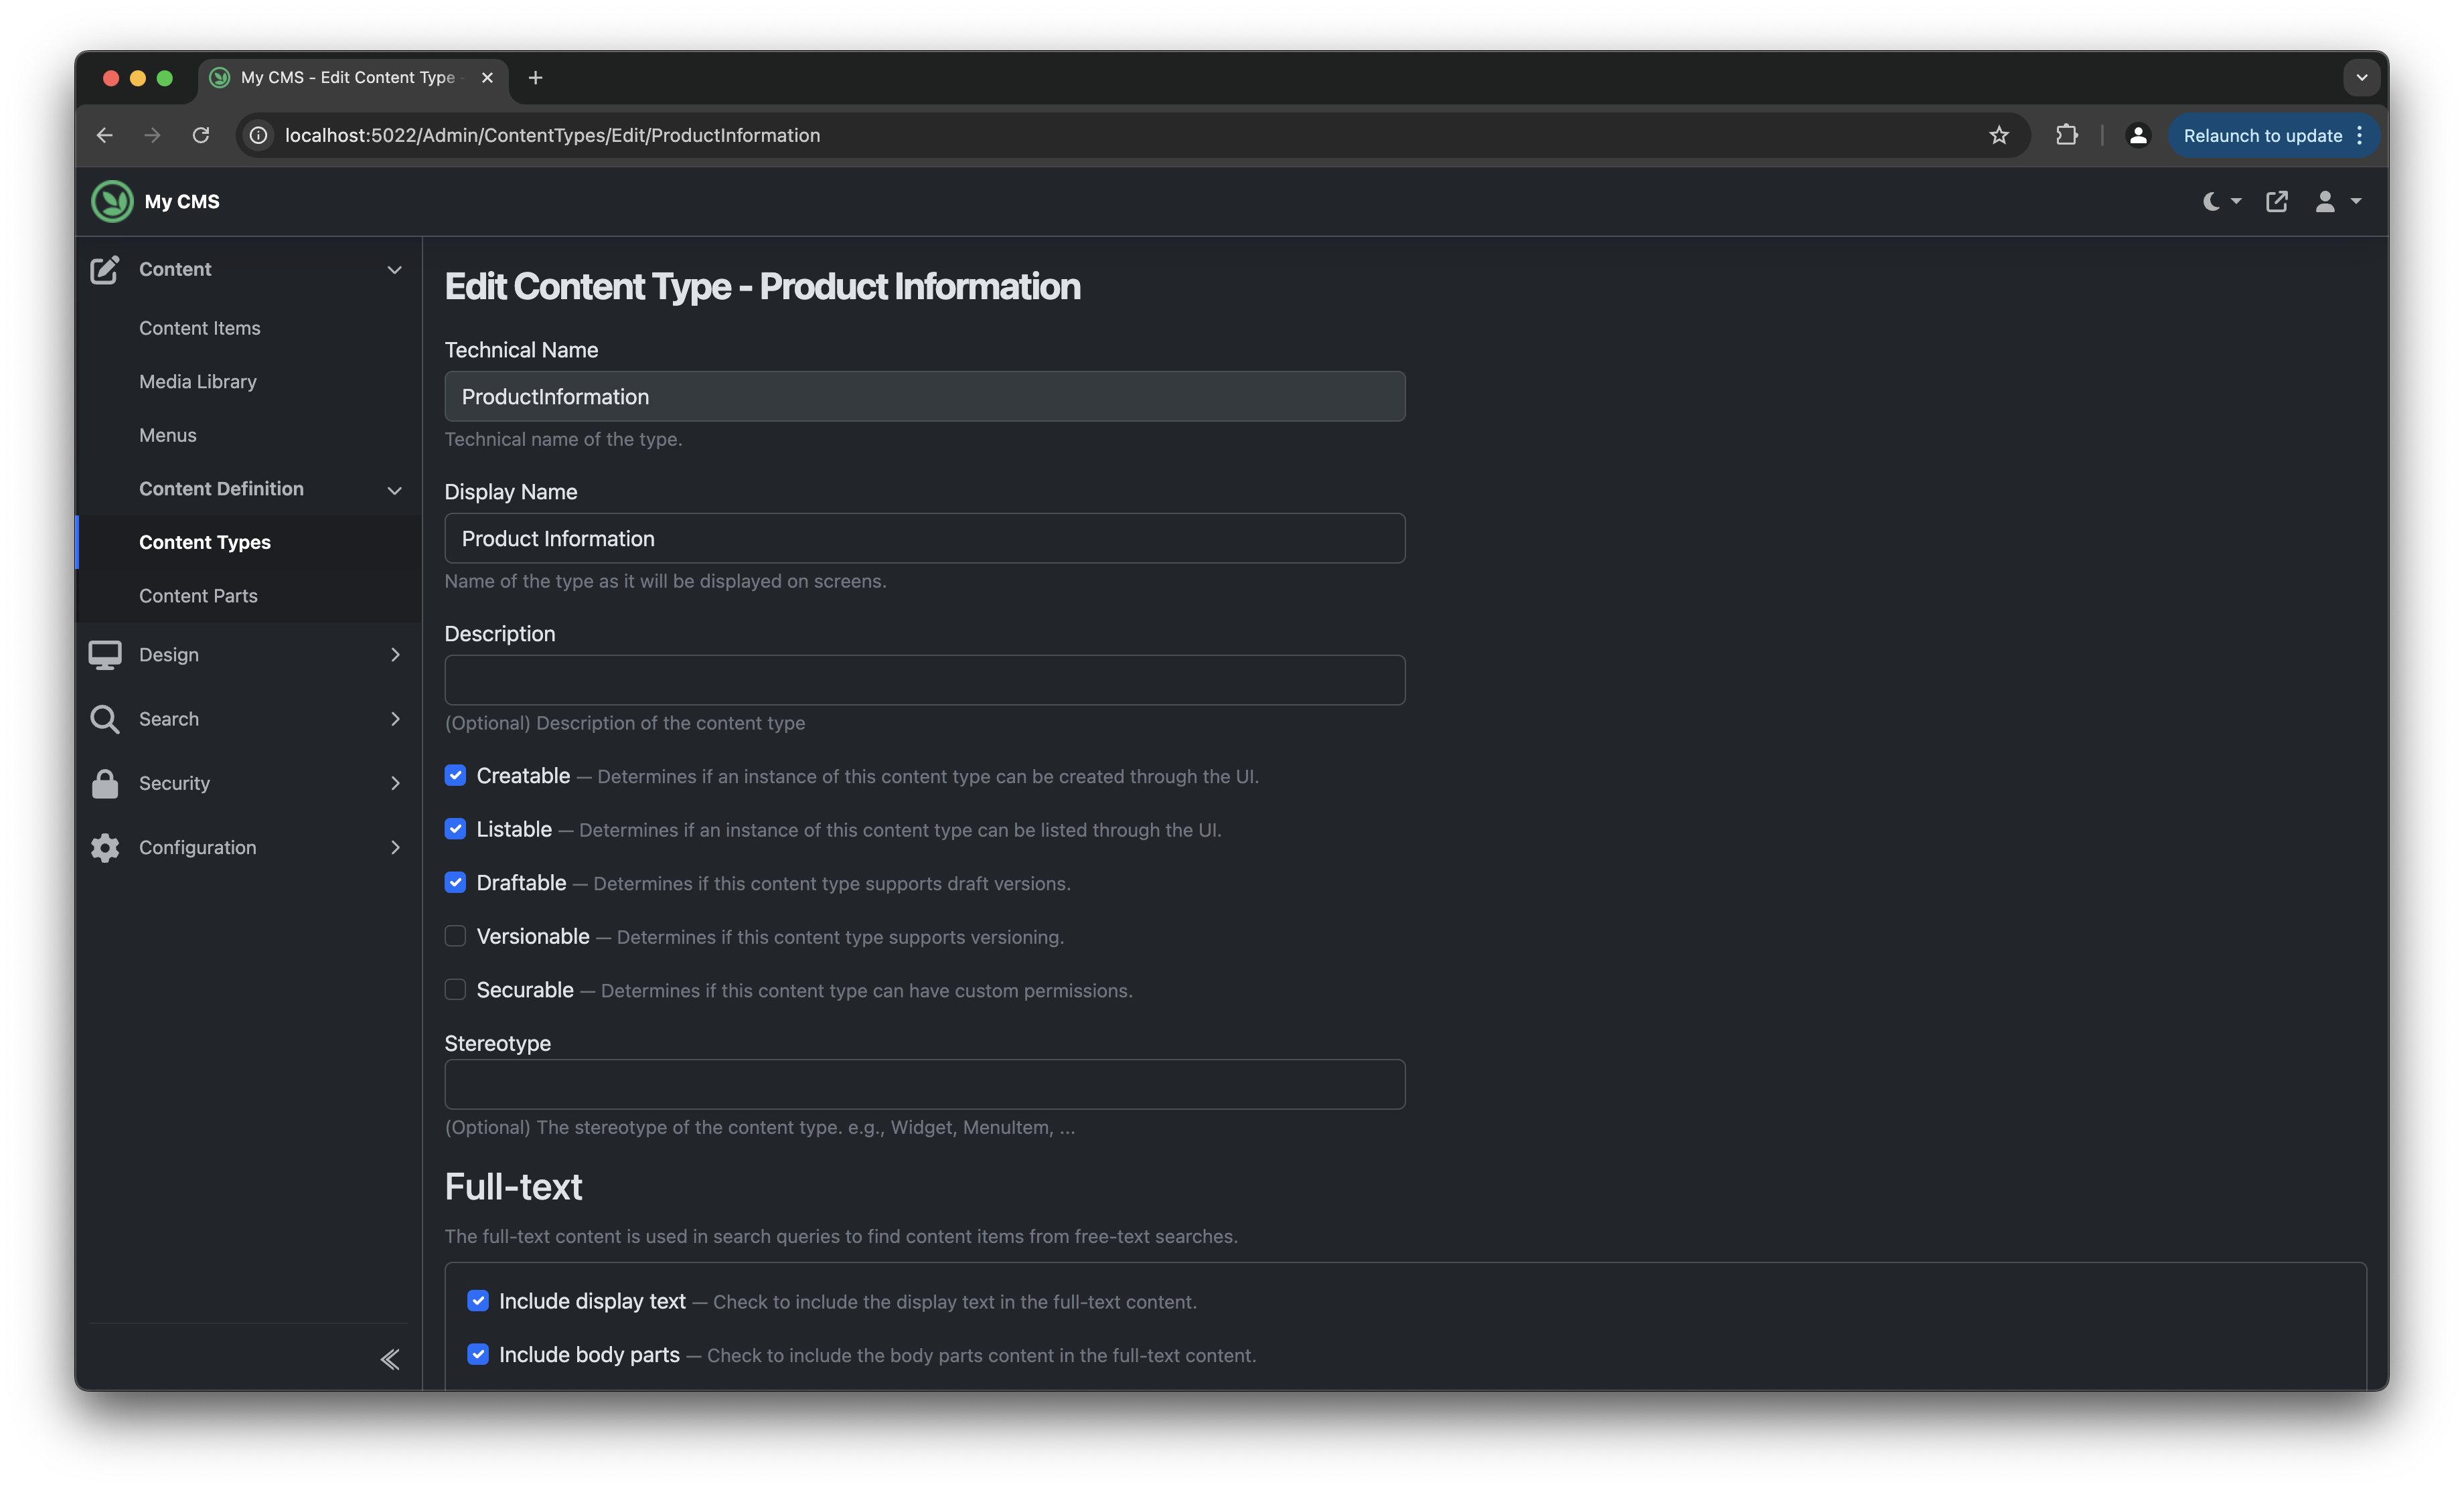 My CMS - Edit Content Type -
localhost:5022/Admin/ContentTypes/Edit/ProductInformation
Relaunch to update
My CMS
Content
Content Items
Media Library
Menus
Content Definition
Content Types
Content Parts
Design
Search
Security
Configuration
Edit Content Type - Product Information
Technical Name
ProductInformation
Technical name of the type.
Display Name
Product Information
Name of the type as it will be displayed on screens.
Description
(Optional) Description of the content type
Creatable — Determines if an instance of this content type can be created through the UI.
Listable — Determines if an instance of this content type can be listed through the UI.
Draftable — Determines if this content type supports draft versions.
Versionable — Determines if this content type supports versioning.
Securable — Determines if this content type can have custom permissions.
Stereotype
(Optional) The stereotype of the content type. e.g., Widget, MenuItem, ...
Full-text
The full-text content is used in search queries to find content items from free-text searches.
Include display text — Check to include the display text in the full-text content.
Include body parts — Check to include the body parts content in the full-text content.